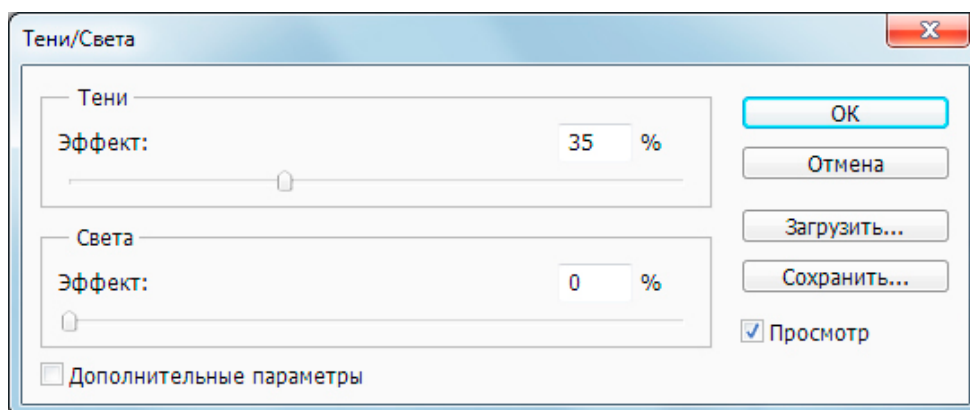 Тени/Света
Тени
Эффект: 35 %
Света
Эффект: 0 %
Дополнительные параметры
OK
Отмена
Загрузить...
Сохранить...
Просмотр